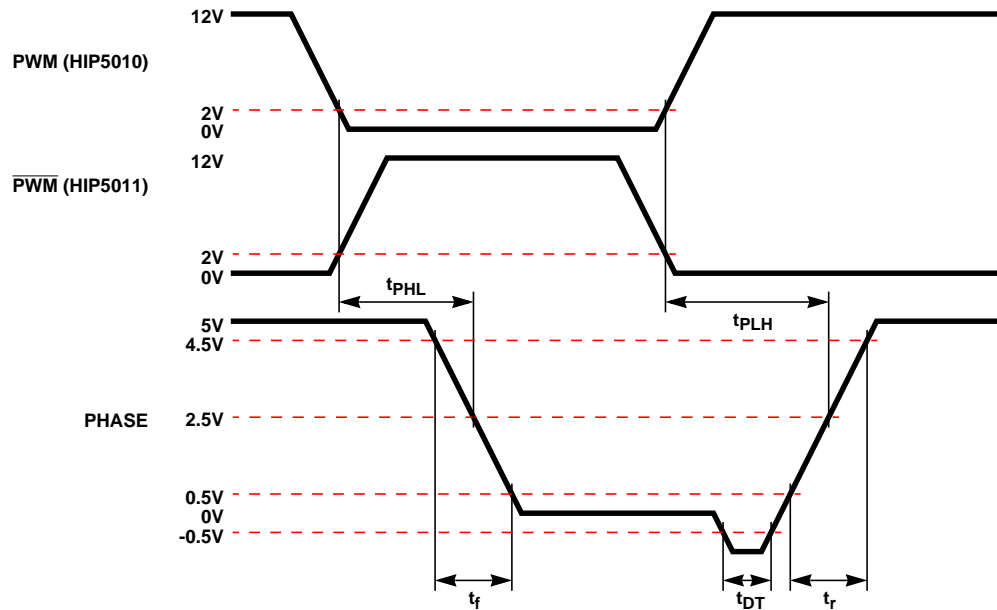 12V
PWM (HIP5010)
2V
0V
12V
PWM (HIP5011)
2V
0V
tPHL
tPLH
5V
4.5V
PHASE
2.5V
0.5V
0V
-0.5V
tf
tDT
tr